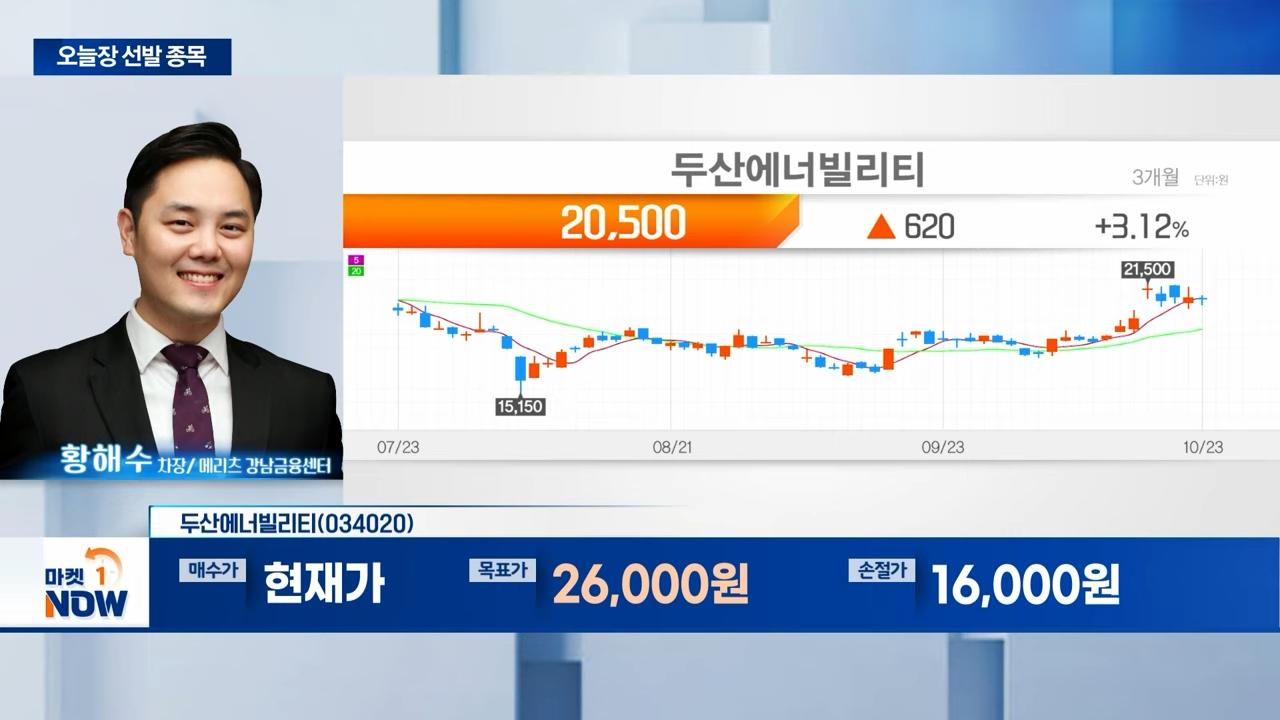 오늘장 선발 종목
두산에너빌리티
3개월 단위:원
20,500 ▲ 620 +3.12%
5
20
21,500
15,150
07/23 08/21 09/23 10/23
황해수 차장/ 메리츠 강남금융센터
두산에너빌리티(034020)
마켓 1
NOW
매수가 현재가 목표가 26,000원 손절가 16,000원